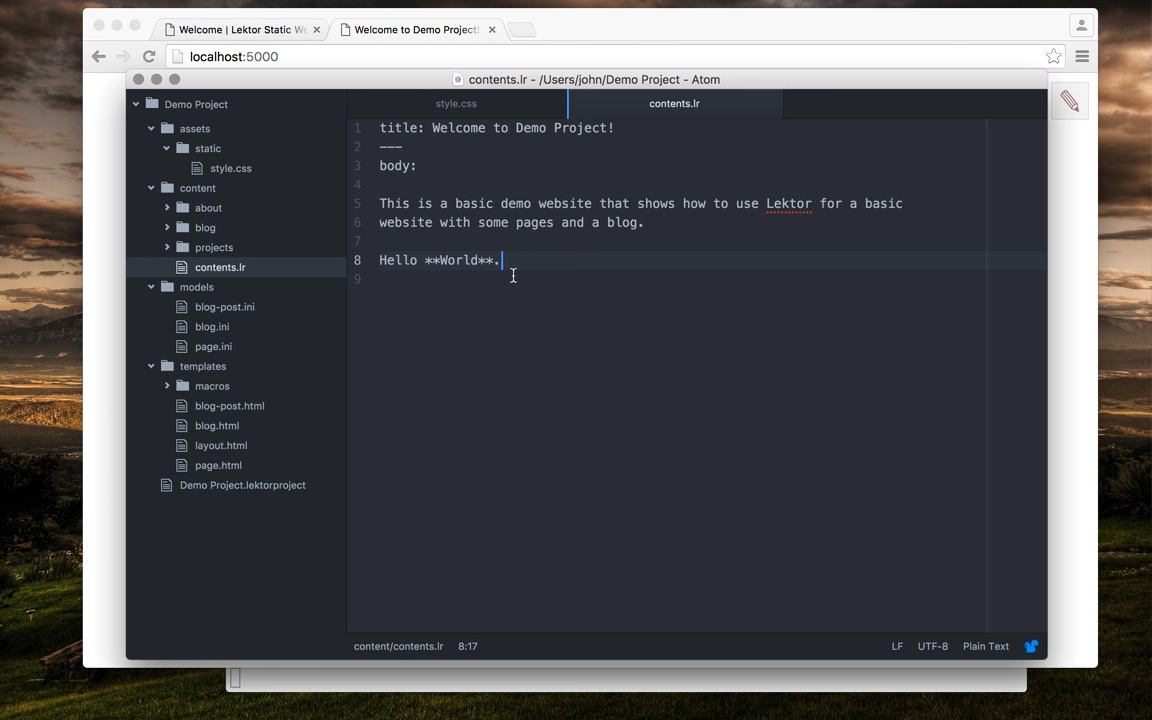 Welcome | Lektor Static We
Welcome to Demo Project!
localhost:5000
contents.lr - /Users/john/Demo Project - Atom
Demo Project
assets
static
style.css
content
about
blog
projects
contents.lr
models
blog-post.ini
blog.ini
page.ini
templates
macros
blog-post.html
blog.html
layout.html
page.html
Demo Project.lektorproject
style.css
contents.lr
1 title: Welcome to Demo Project!
2 ---
3 body:
4
5 This is a basic demo website that shows how to use Lektor for a basic
6 website with some pages and a blog.
7
8 Hello **World**.
9
content/contents.lr 8:17
LF UTF-8 Plain Text